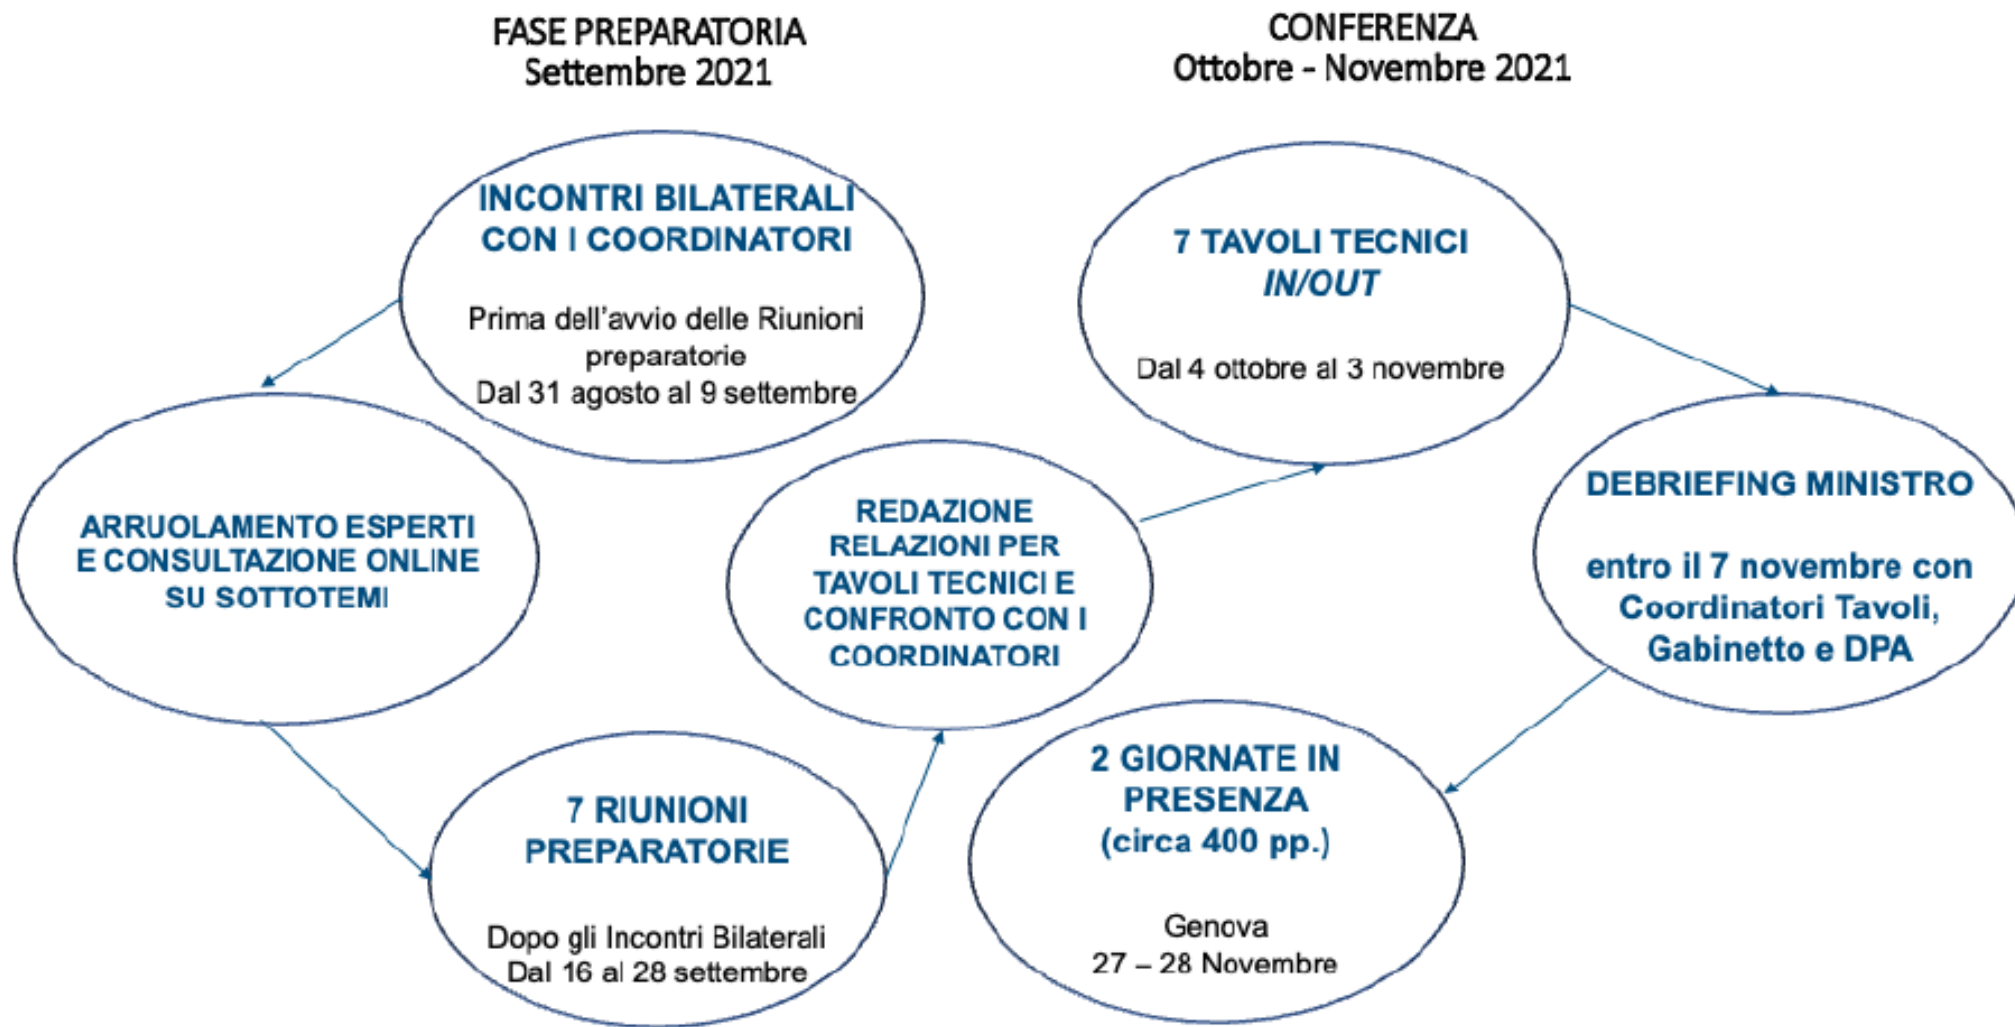 FASE PREPARATORIA
Settembre 2021
INCONTRI BILATERALI
CON I COORDINATORI
Prima dell'avvio delle Riunioni
preparatorie
Dal 31 agosto al 9 settembre
ARRUOLAMENTO ESPERTI
E CONSULTAZIONE ONLINE
SU SOTTOTEMI
7 RIUNIONI
PREPARATORIE
Dopo gli Incontri Bilaterali
Dal 16 al 28 settembre
REDAZIONE
RELAZIONI PER
TAVOLI TECNICI E
CONFRONTO CON I
COORDINATORI
CONFERENZA
Ottobre - Novembre 2021
7 TAVOLI TECNICI
IN/OUT
Dal 4 ottobre al 3 novembre
DEBRIEFING MINISTRO
entro il 7 novembre con
Coordinatori Tavoli,
Gabinetto e DPA
2 GIORNATE IN
PRESENZA
(circa 400 pp.)
Genova
27 – 28 Novembre